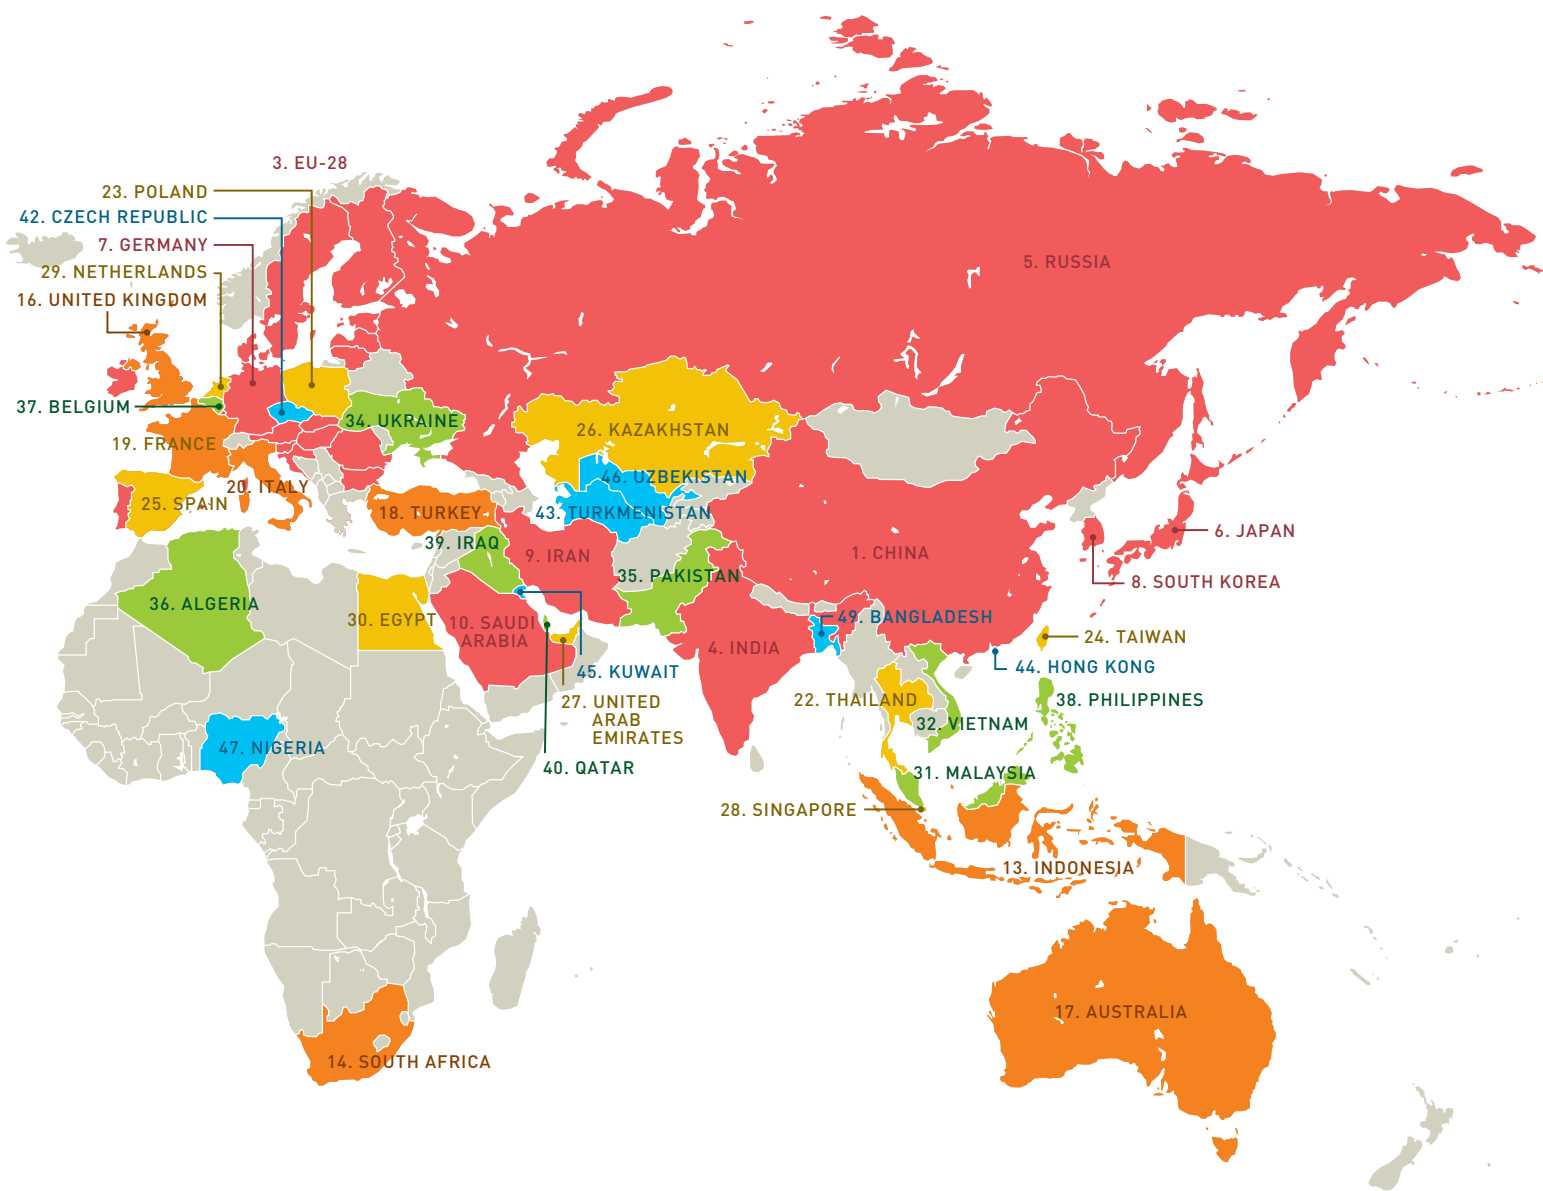 3. EU-28
23. POLAND
42. CZECH REPUBLIC
7. GERMANY
29. NETHERLANDS
16. UNITED KINGDOM
5. RUSSIA
37. BELGIUM
34. UKRAINE
19. FRANCE
26. KAZAKHSTAN
20. ITALY
46. UZBEKISTAN
25. SPAIN
18. TURKEY
43. TURKMENISTAN
39. IRAQ
9. IRAN
1. CHINA
6. JAPAN
35. PAKISTAN
8. SOUTH KOREA
36. ALGERIA
30. EGYPT
10. SAUDI
ARABIA
49. BANGLADESH
24. TAIWAN
4. INDIA
44. HONG KONG
45. KUWAIT
27. UNITED
ARAB
EMIRATES
22. THAILAND
38. PHILIPPINES
32. VIETNAM
47. NIGERIA
40. QATAR
31. MALAYSIA
28. SINGAPORE
13. INDONESIA
17. AUSTRALIA
14. SOUTH AFRICA